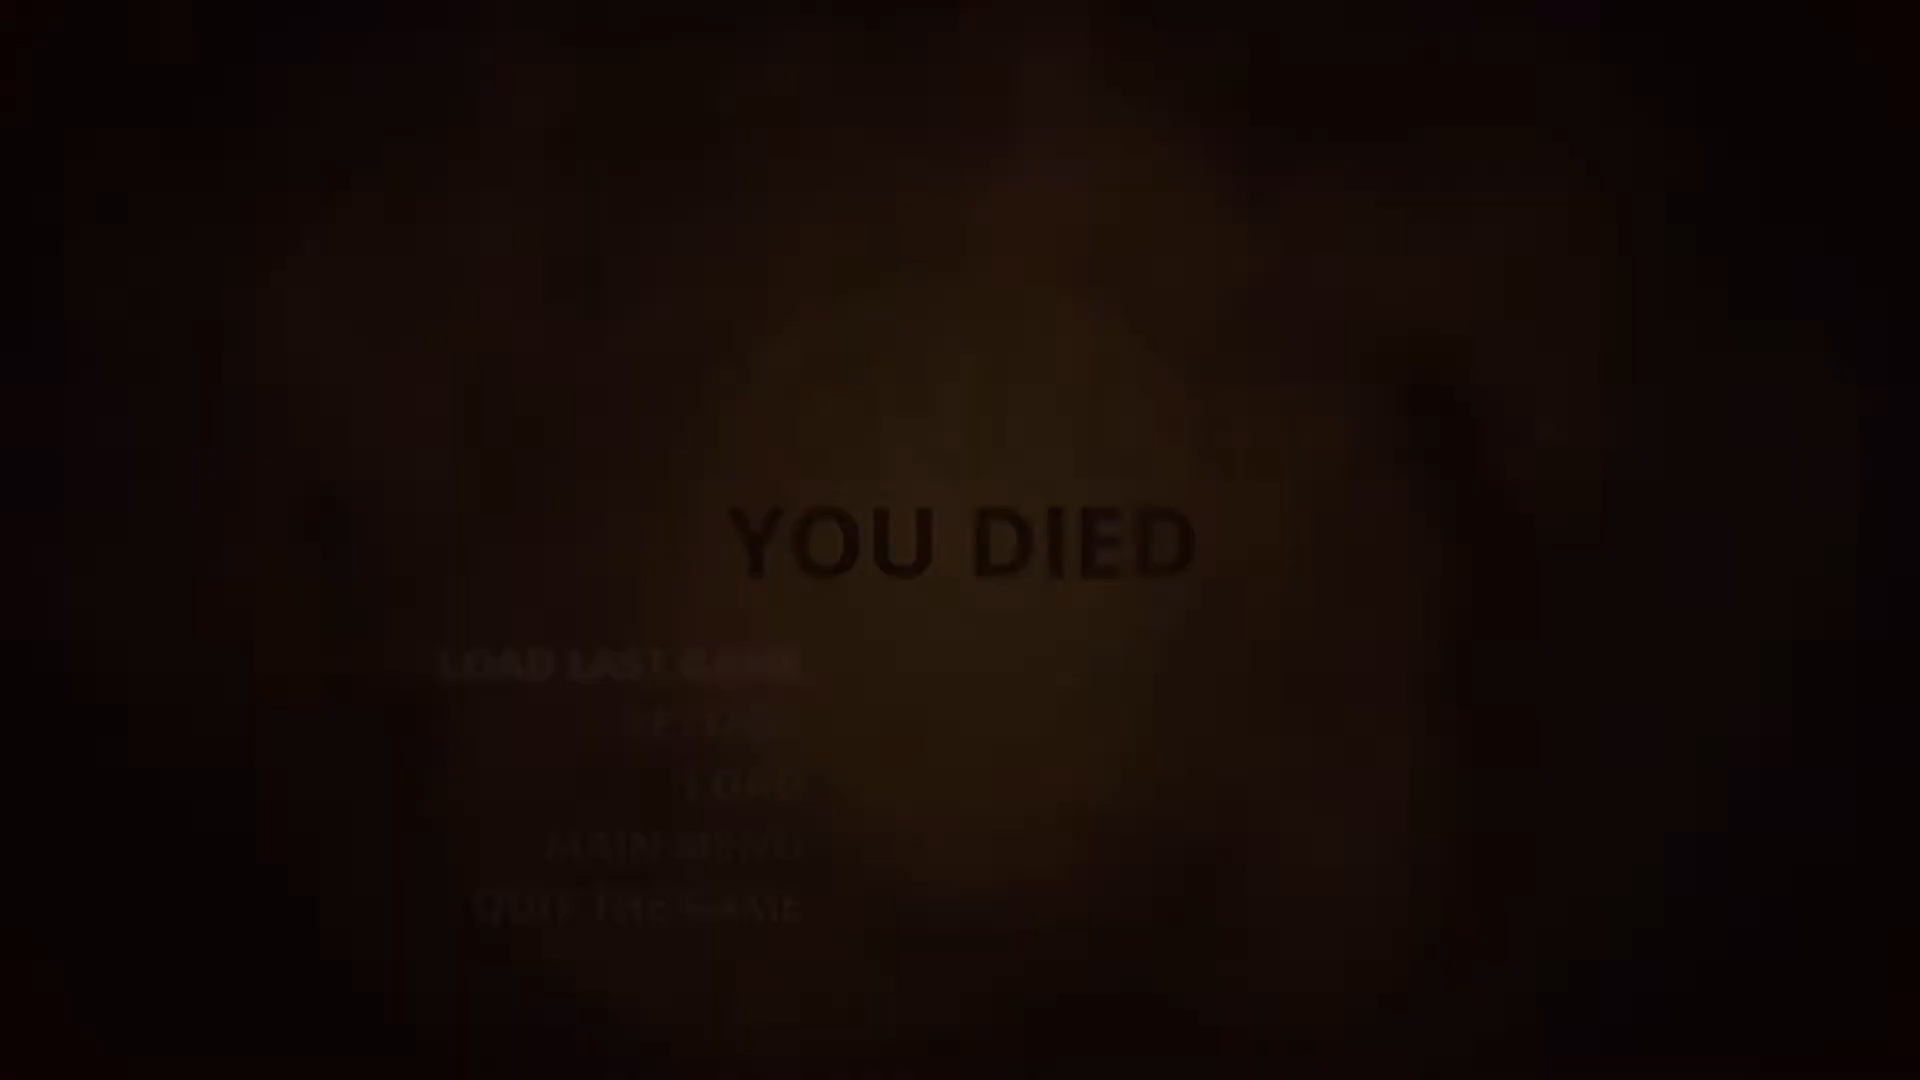 YOU DIED
LOAD LAST GAME
LOAD
MAIN MENU
QUIT THE GAME